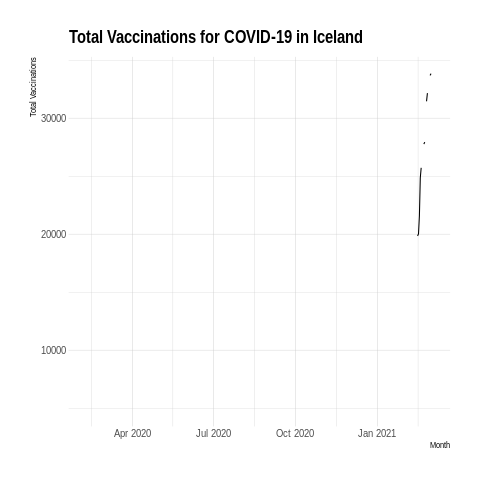 Total Vaccinations for COVID-19 in Iceland
Total Vaccinations
30000
20000
10000
Apr 2020 Jul 2020 Oct 2020 Jan 2021
Month